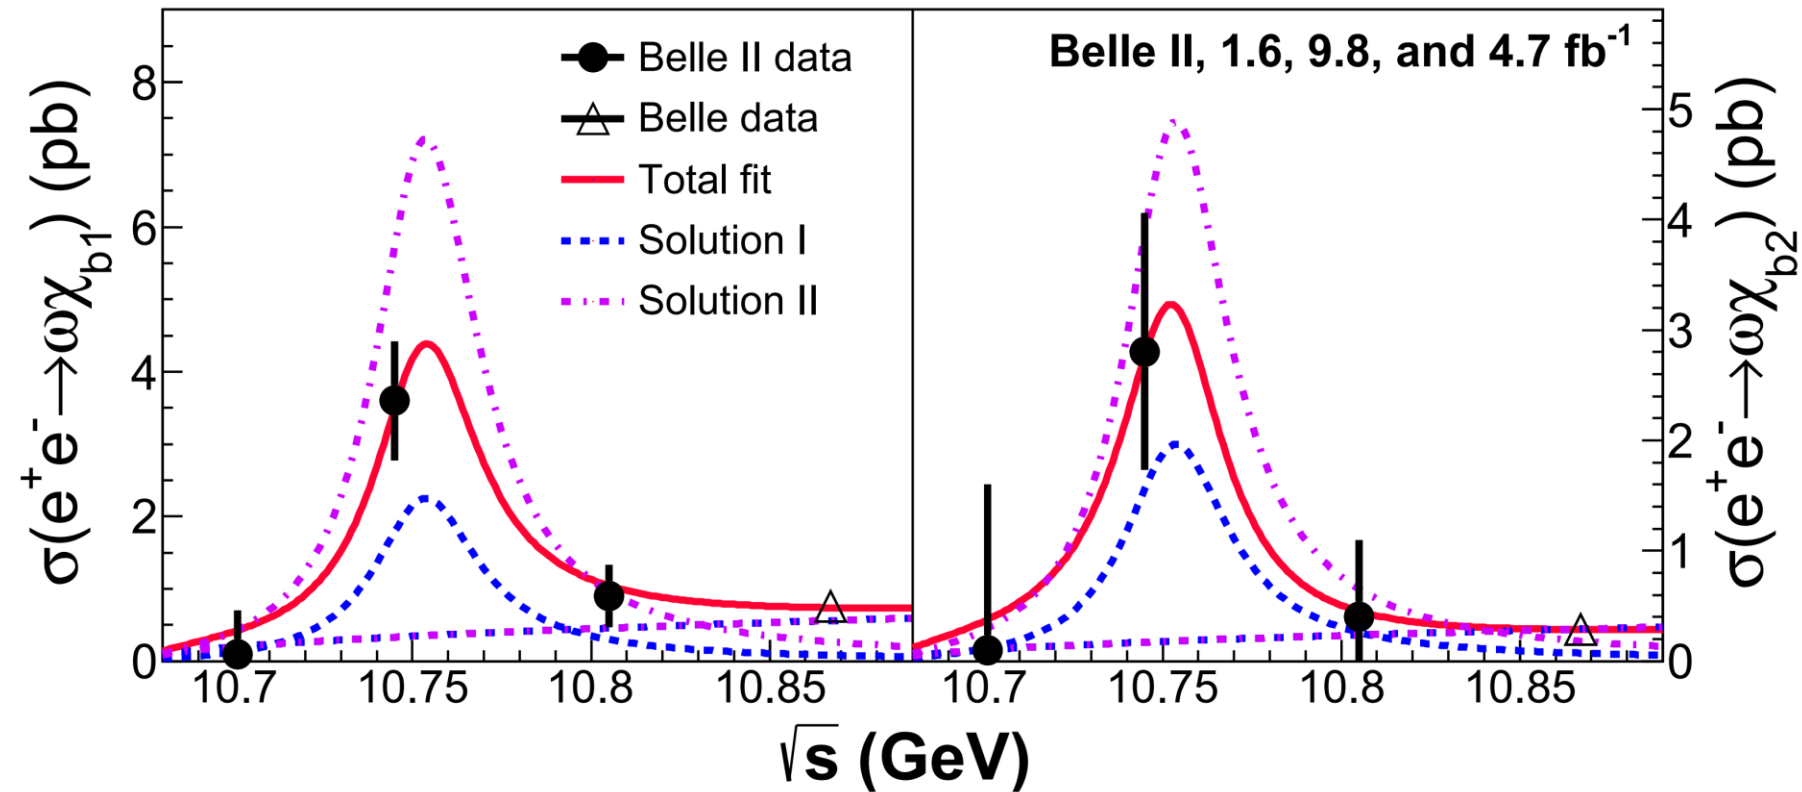 Belle II data
Belle data
Total fit
Solution I
Solution II
Belle II, 1.6, 9.8, and 4.7 fb⁻¹
σ(e⁺e⁻→ωχ_b1) (pb)
8
6
4
2
0
10.7 10.75 10.8 10.85
10.7 10.75 10.8 10.85
5
4
3
2
1
0
σ(e⁺e⁻→ωχ_b2) (pb)
√s (GeV)